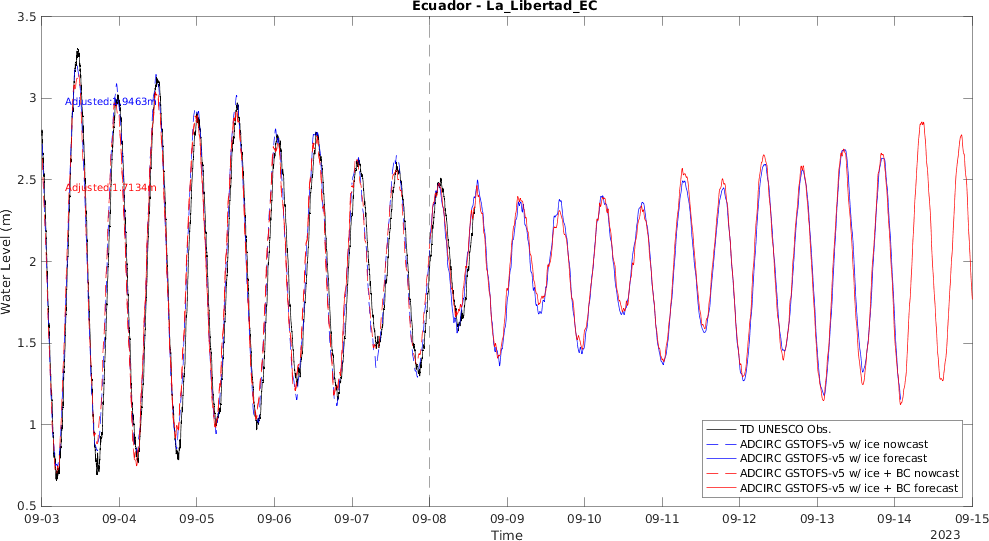 Ecuador - La_Libertad_EC
3.5
3
2.5
2
1.5
1
0.5
Water Level (m)
Adjusted:1.9463m
Adjusted:1.7134m
TD UNESCO Obs.
ADCIRC GSTOFS-v5 w/ ice nowcast
ADCIRC GSTOFS-v5 w/ ice forecast
ADCIRC GSTOFS-v5 w/ ice + BC nowcast
ADCIRC GSTOFS-v5 w/ ice + BC forecast
09-03 09-04 09-05 09-06 09-07 09-08 09-09 09-10 09-11 09-12 09-13 09-14 09-15
Time
2023